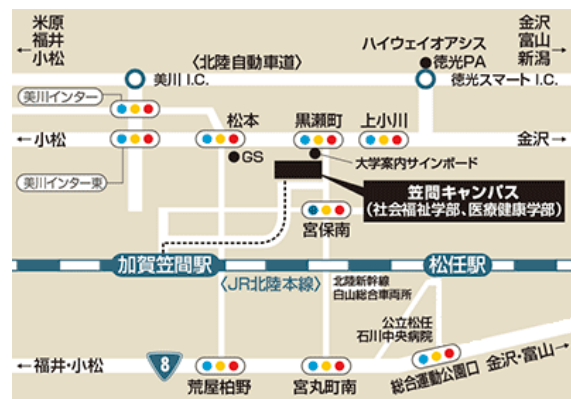 米原
福井
小松
金沢
富山
新潟
ハイウェイオアシス
徳光PA
〈北陸自動車道〉
美川 I.C.
徳光スマート I.C.
美川インター
松本
黒瀬町
上小川
←小松
金沢→
GS
大学案内サインボード
美川インター東
笠間キャンパス
(社会福祉学部、医療健康学部)
宮保南
加賀笠間駅
松任駅
〈JR北陸本線〉
北陸新幹線
白山総合車両所
公立松任
石川中央病院
←福井・小松
8
荒屋柏野
宮丸町南
総合運動公園口
金沢・富山→